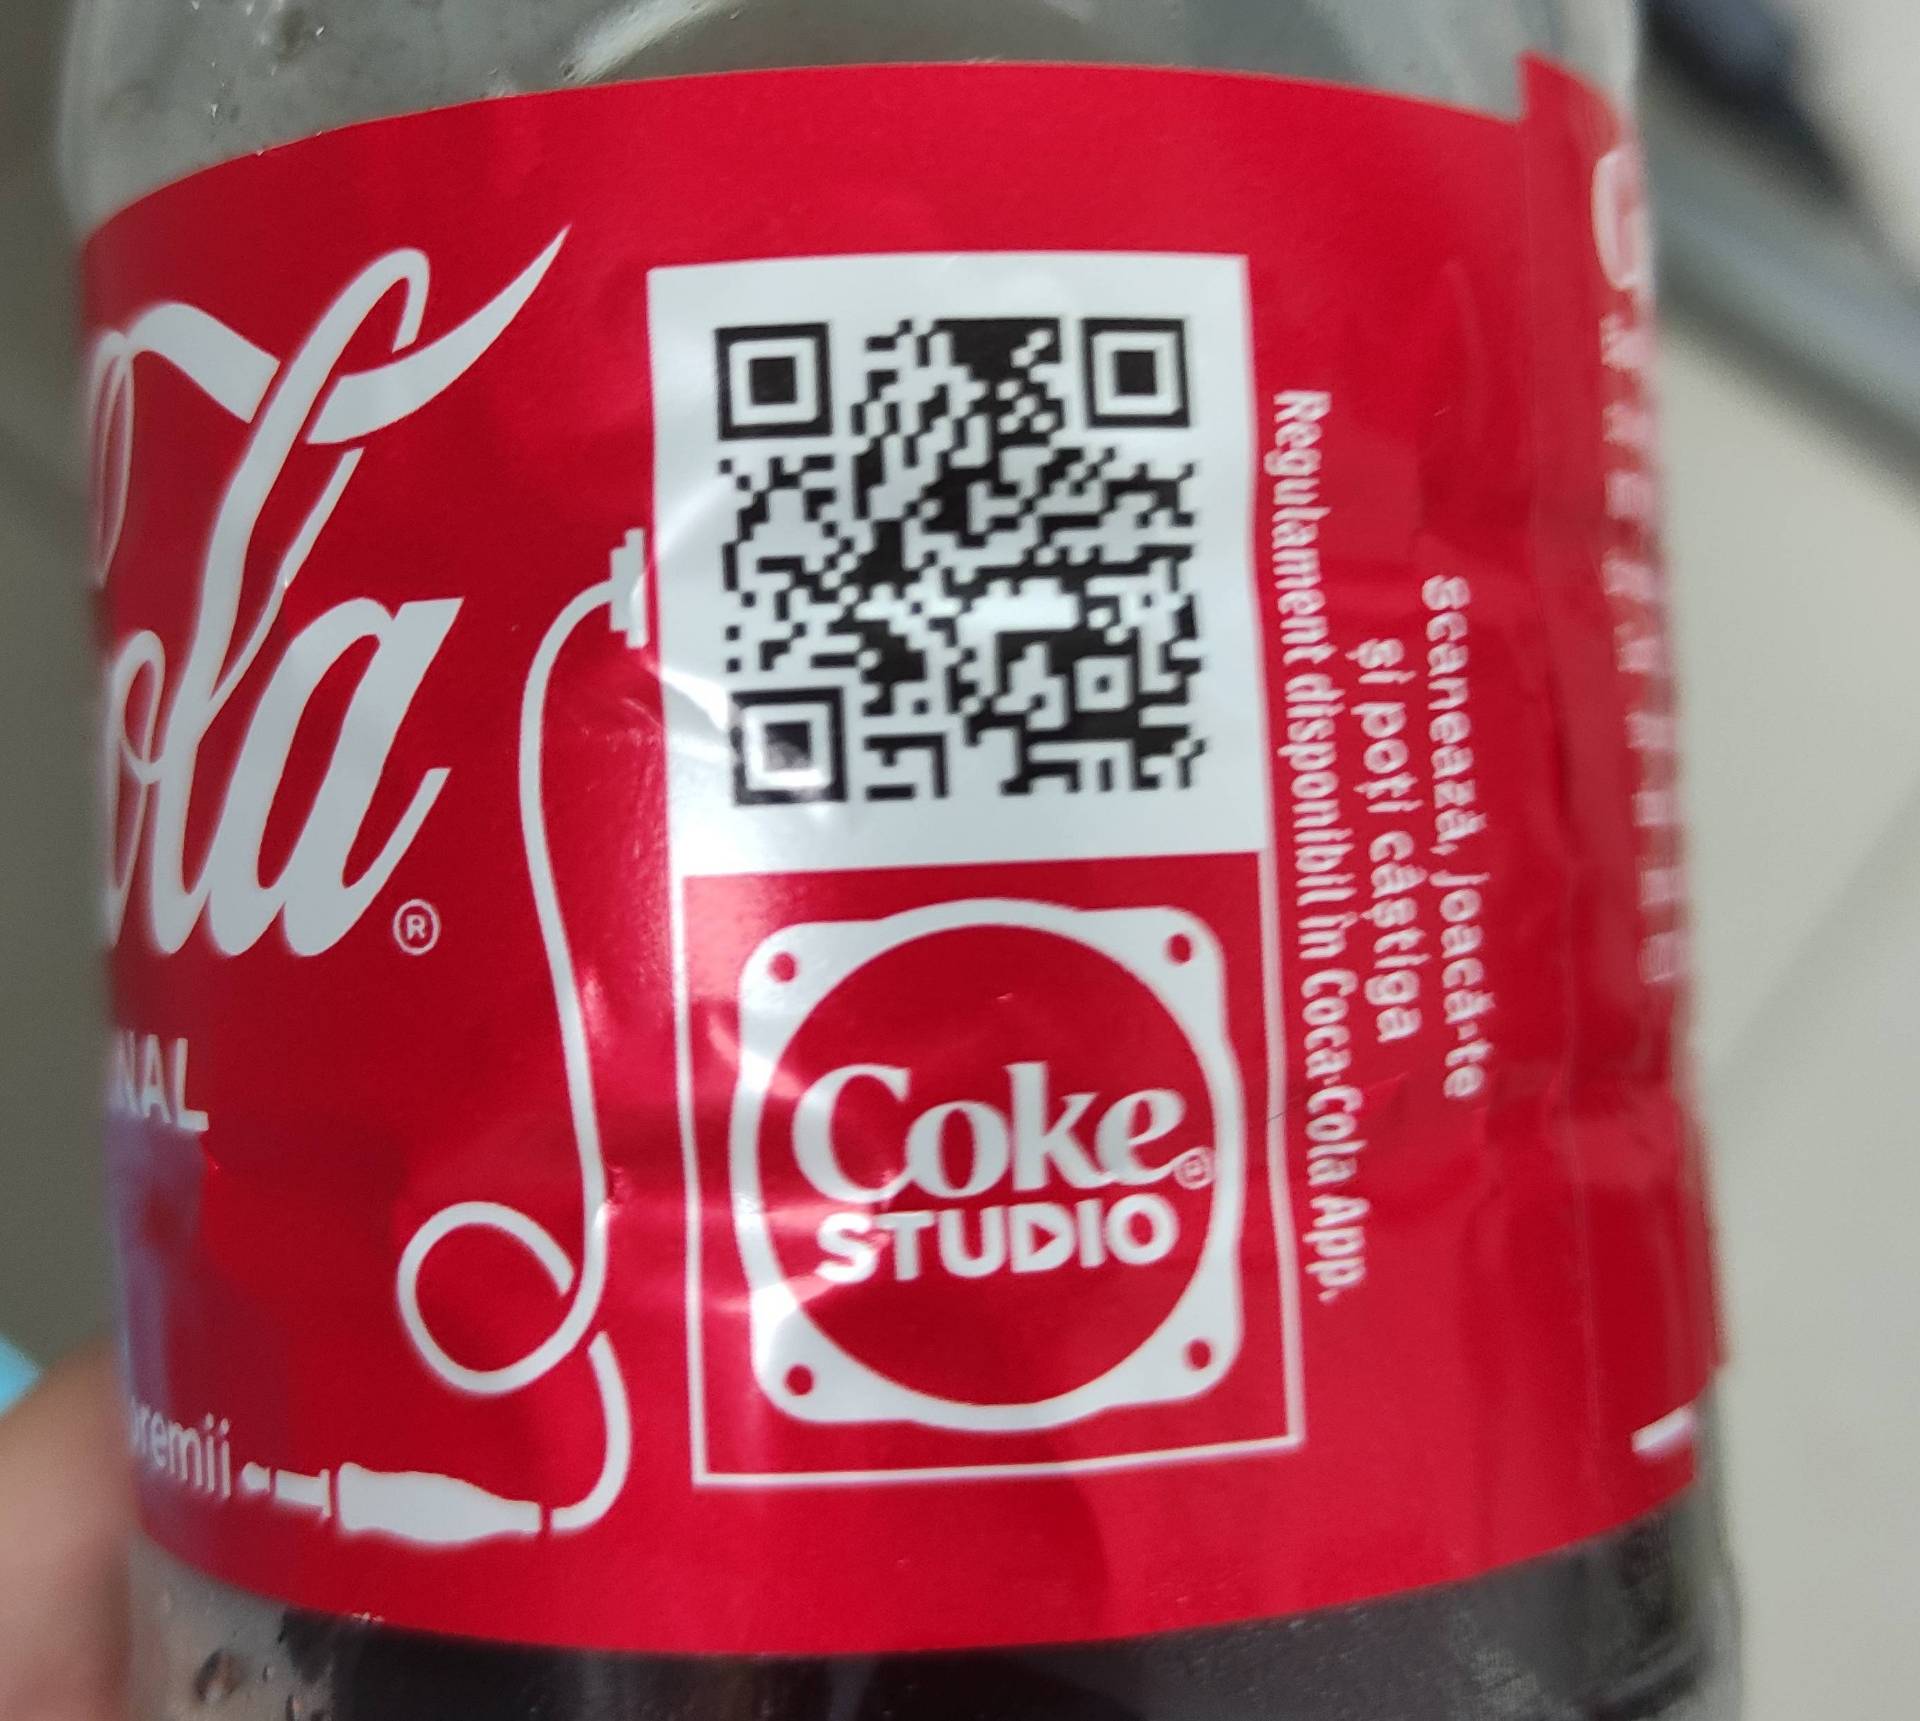 Cola®
NAL
premii
Coke®
STUDIO
Scanează, joacă-te
și poți câștiga
Regulament disponibil în Coca-Cola App.